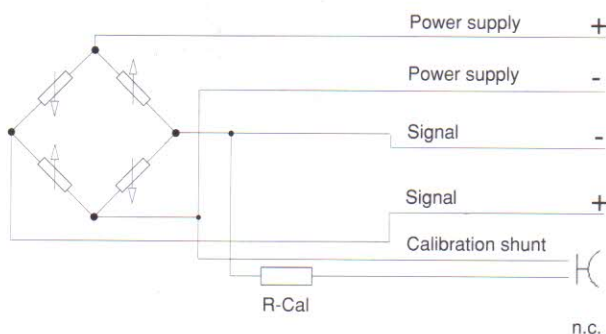 Power supply +
Power supply -
Signal -
Signal +
Calibration shunt
R-Cal
n.c.